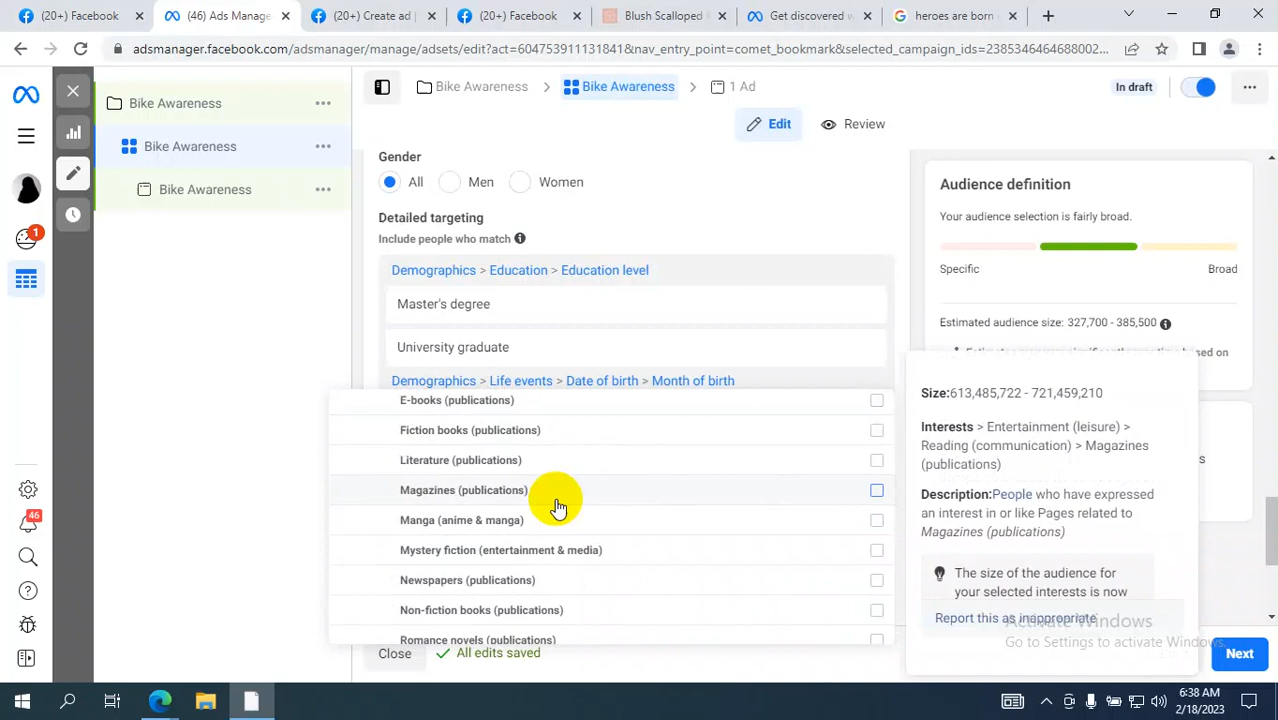 (20+) Facebook
(46) Ads Manage
(20+) Create ad
(20+) Facebook
Blush Scalloped
Get discovered
heroes are born
adsmanager.facebook.com/adsmanager/manage/adsets/edit?act=604753911131841&nav_entry_point=comet_bookmark&selected_campaign_ids=2385346464688002...
Bike Awareness
Bike Awareness
Bike Awareness
Bike Awareness > Bike Awareness > 1 Ad
In draft
Edit
Review
Gender
All
Men
Women
Detailed targeting
Include people who match
Demographics > Education > Education level
Master's degree
University graduate
Demographics > Life events > Date of birth > Month of birth
E-books (publications)
Fiction books (publications)
Literature (publications)
Magazines (publications)
Manga (anime & manga)
Mystery fiction (entertainment & media)
Newspapers (publications)
Non-fiction books (publications)
Romance novels (publications)
Close
All edits saved
Audience definition
Your audience selection is fairly broad.
Specific
Broad
Estimated audience size: 327,700 - 385,500
Size:613,485,722 - 721,459,210
Interests > Entertainment (leisure) >
Reading (communication) > Magazines
(publications)
Description:People who have expressed
an interest in or like Pages related to
Magazines (publications)
The size of the audience for
your selected interests is now
Report this as inappropriate
Activate Windows
Go to Settings to activate Windows.
Next
1
46
6:38 AM
2/18/2023